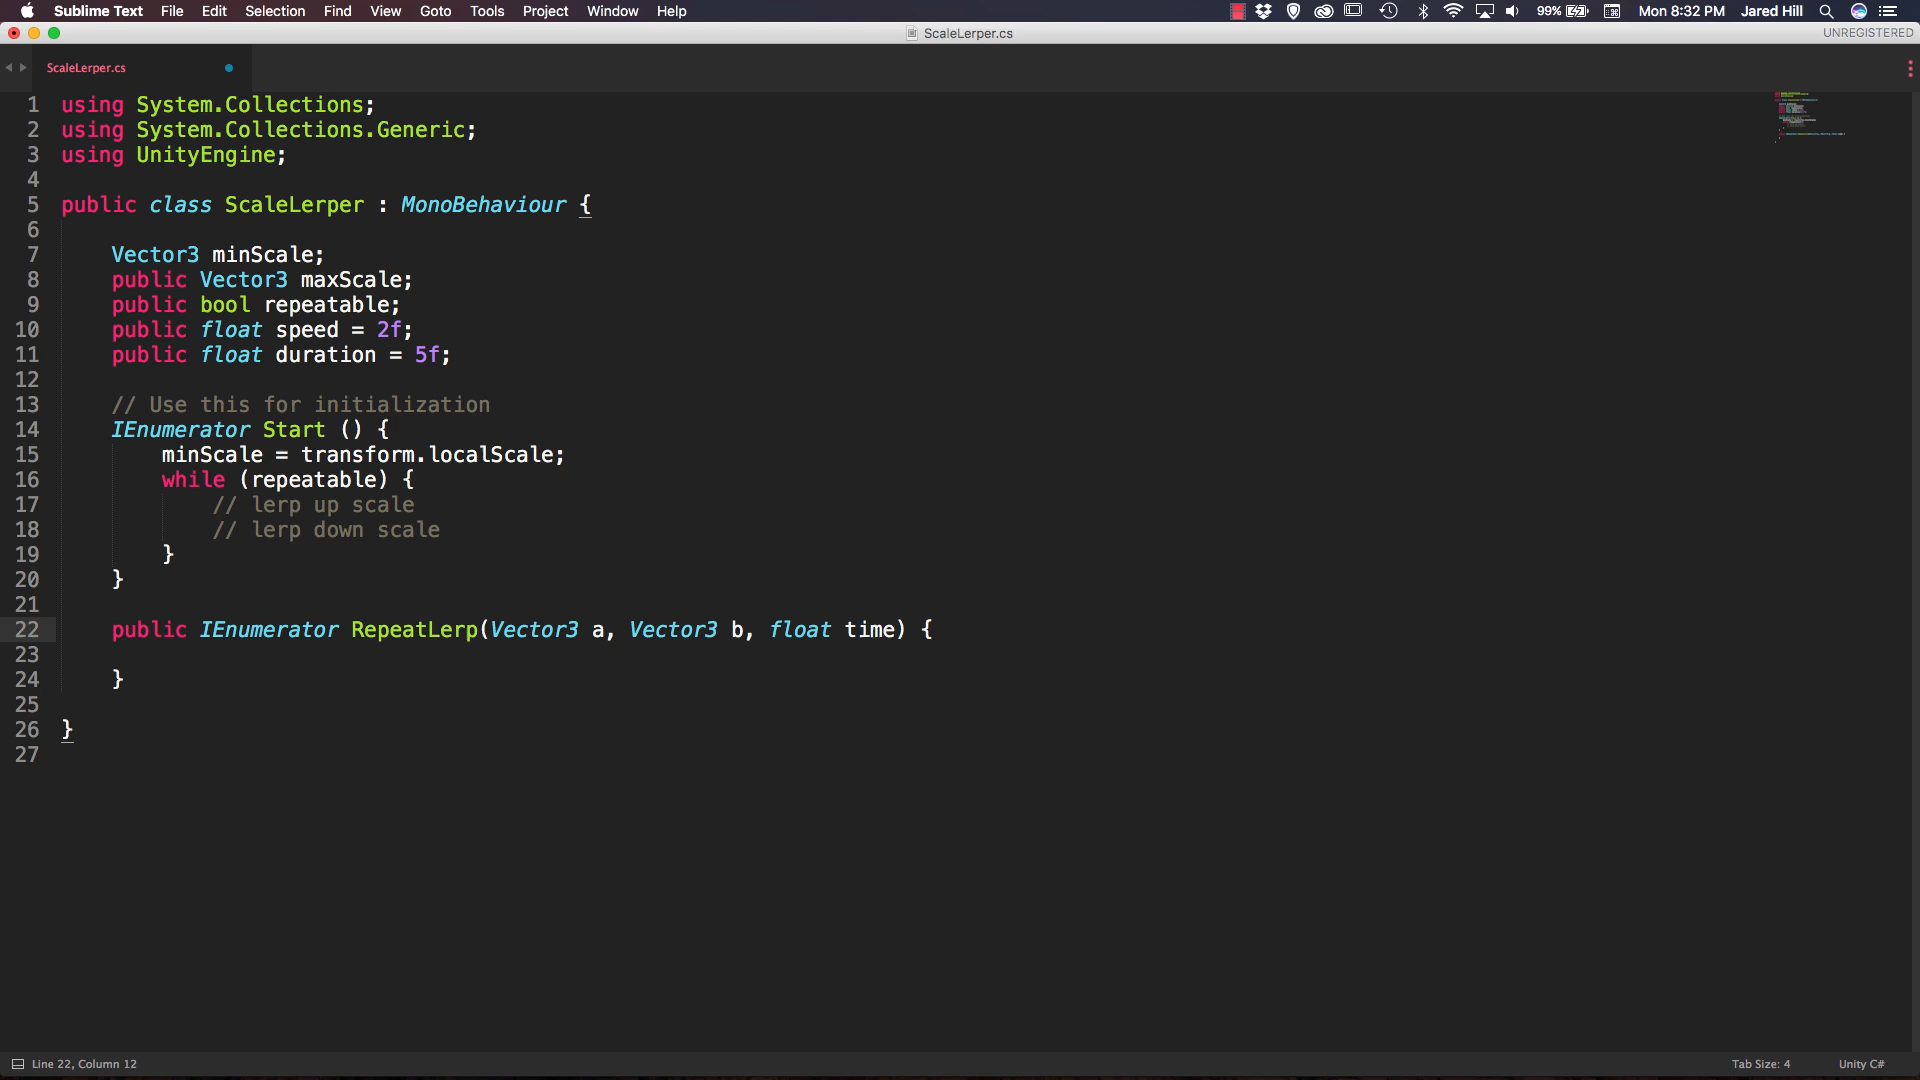 Sublime Text File Edit Selection Find View Goto Tools Project Window Help 99% Mon 8:32 PM Jared Hill
ScaleLerper.cs UNREGISTERED
ScaleLerper.cs
1 using System.Collections;
2 using System.Collections.Generic;
3 using UnityEngine;
4
5 public class ScaleLerper : MonoBehaviour {
6
7 Vector3 minScale;
8 public Vector3 maxScale;
9 public bool repeatable;
10 public float speed = 2f;
11 public float duration = 5f;
12
13 // Use this for initialization
14 IEnumerator Start () {
15 minScale = transform.localScale;
16 while (repeatable) {
17 // lerp up scale
18 // lerp down scale
19 }
20 }
21
22 public IEnumerator RepeatLerp(Vector3 a, Vector3 b, float time) {
23
24 }
25
26 }
27
Line 22, Column 12 Tab Size: 4 Unity C#